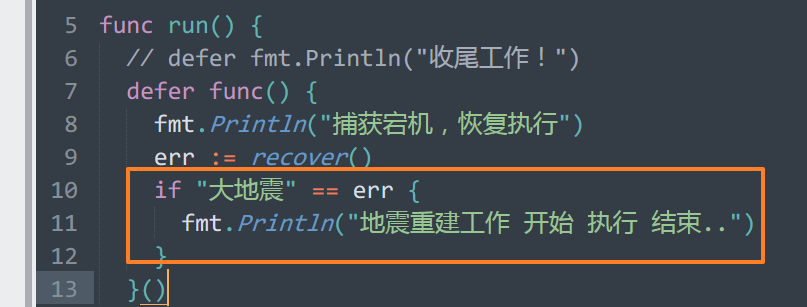 5 func run() {
6 // defer fmt.Println("收尾工作！")
7 defer func() {
8 fmt.Println("捕获宕机，恢复执行")
9 err := recover()
10 if "大地震" == err {
11 fmt.Println("地震重建工作 开始 执行 结束..")
12 }
13 }()